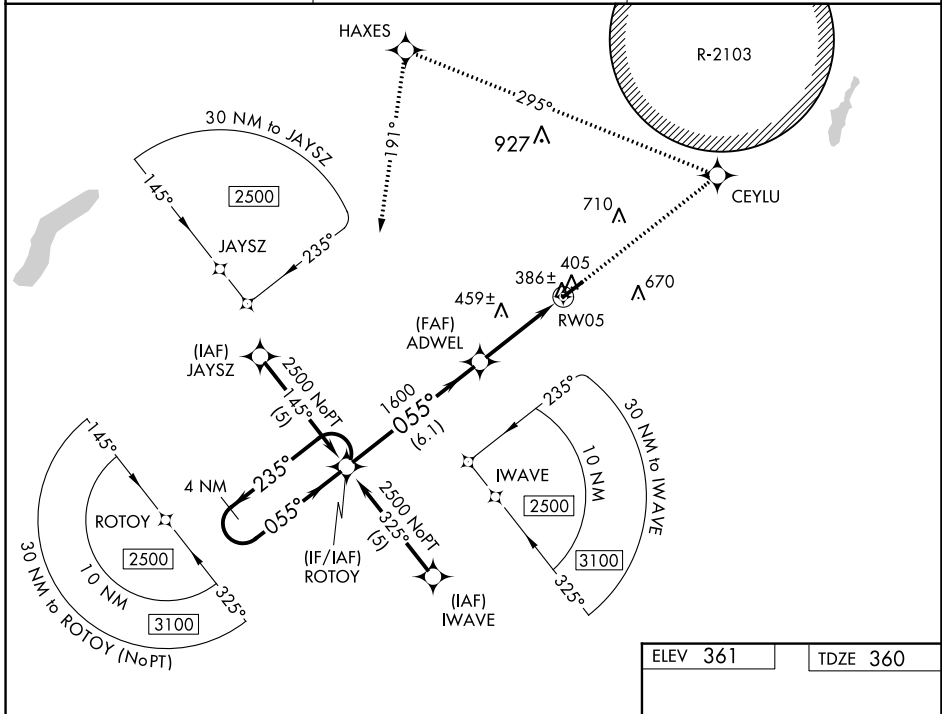 HAXES
R-2103
295°
191°
927
30 NM to JAYSZ
145°
2500
235°
JAYSZ
CEYLU
710
405
386±
670
459±
RW05
(FAF)
ADWEL
(IAF)
JAYSZ
2500 NoPT
145°
(5)
1600
055°
(6.1)
235°
4 NM
055°
2500 NoPT
325°
(5)
(IF/IAF)
ROTOY
(IAF)
IWAVE
145°
ROTOY
2500
10 NM
3100
325°
30 NM to ROTOY (NoPT)
235°
10 NM
30 NM to IWAVE
IWAVE
2500
3100
325°
ELEV 361
TDZE 360